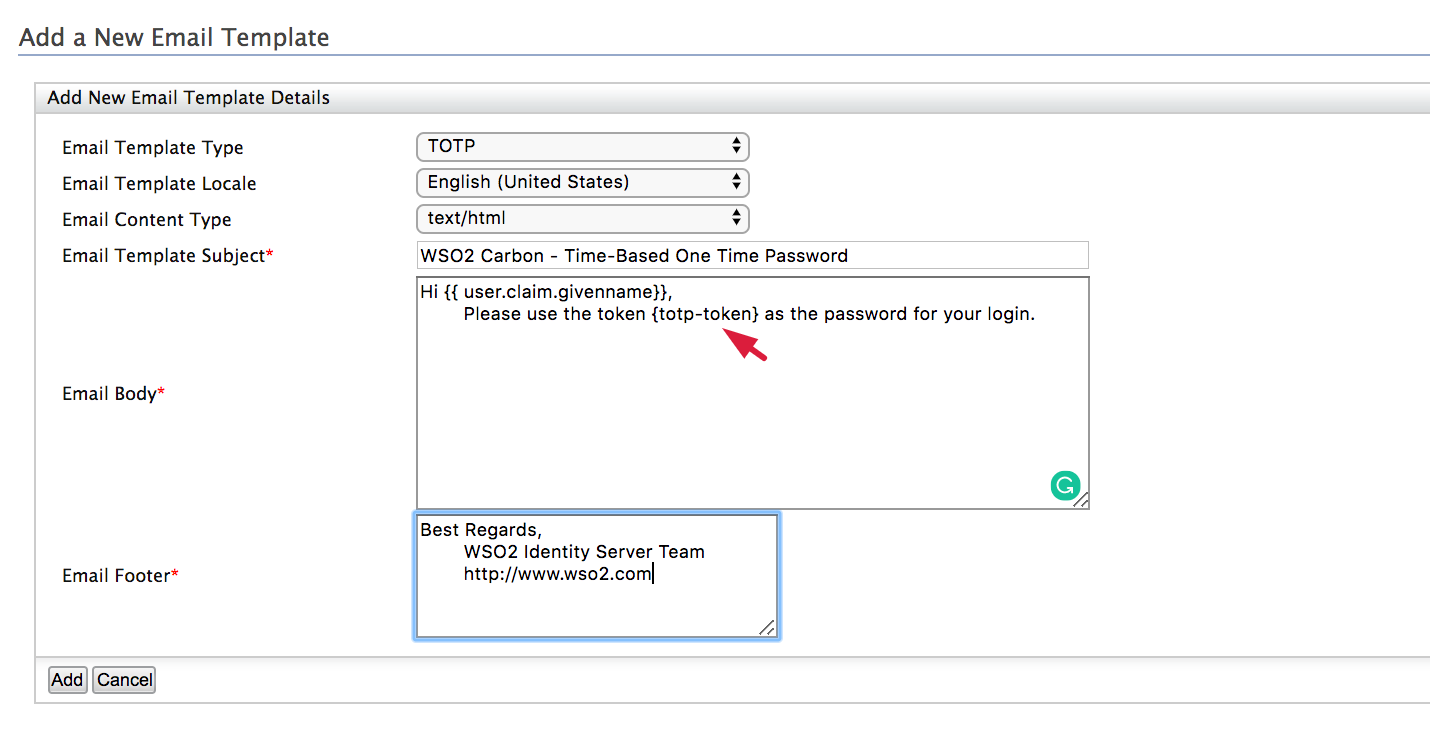 Add a New Email Template
Add New Email Template Details
Email Template Type TOTP
Email Template Locale English (United States)
Email Content Type text/html
Email Template Subject* WSO2 Carbon - Time-Based One Time Password
Hi {{ user.claim.givenname}},
Please use the token {totp-token} as the password for your login.
Email Body*
G
Best Regards,
WSO2 Identity Server Team
http://www.wso2.com
Email Footer*
Add Cancel